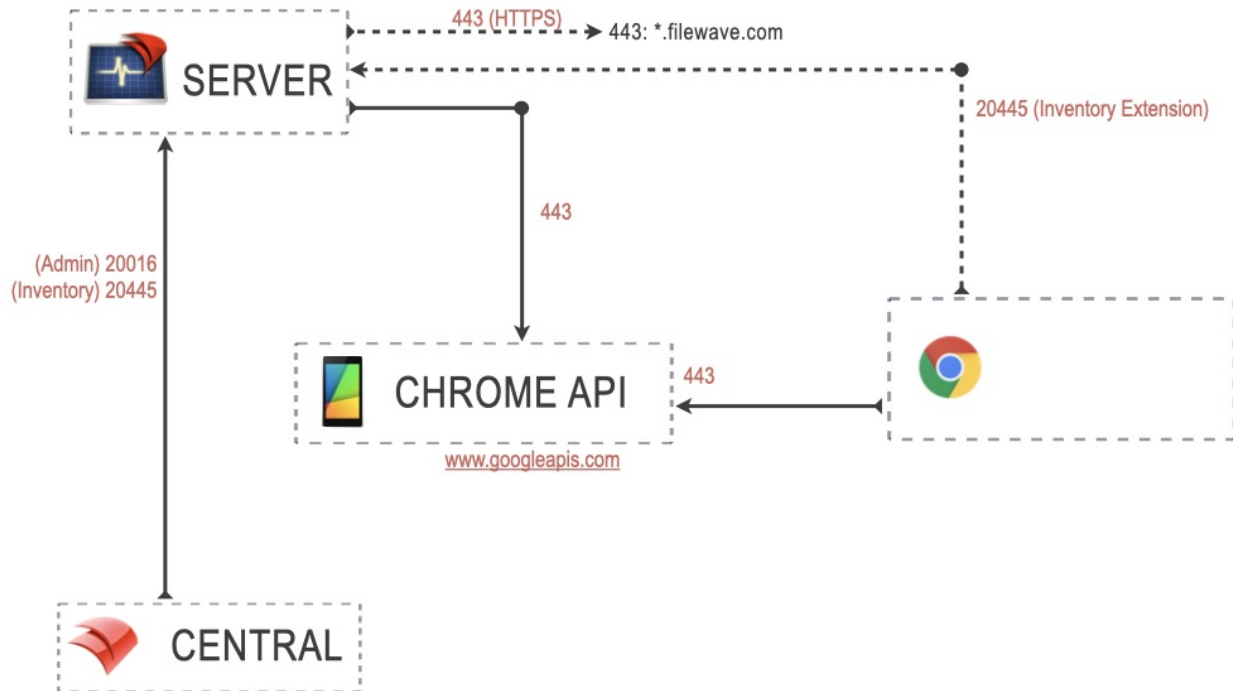 443 (HTTPS)
443: *.filewave.com
SERVER
20445 (Inventory Extension)
443
(Admin) 20016
(Inventory) 20445
443
CHROME API
www.googleapis.com
CENTRAL